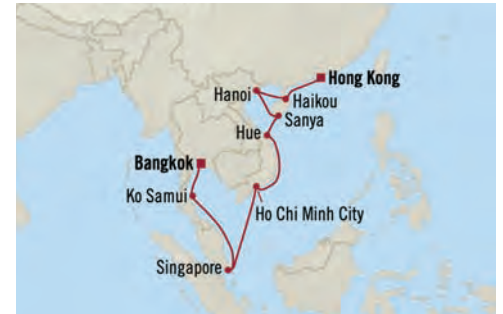 Hong Kong
Hanoi
Haikou
Sanya
Hue
Bangkok
Ko Samui
Ho Chi Minh City
Singapore